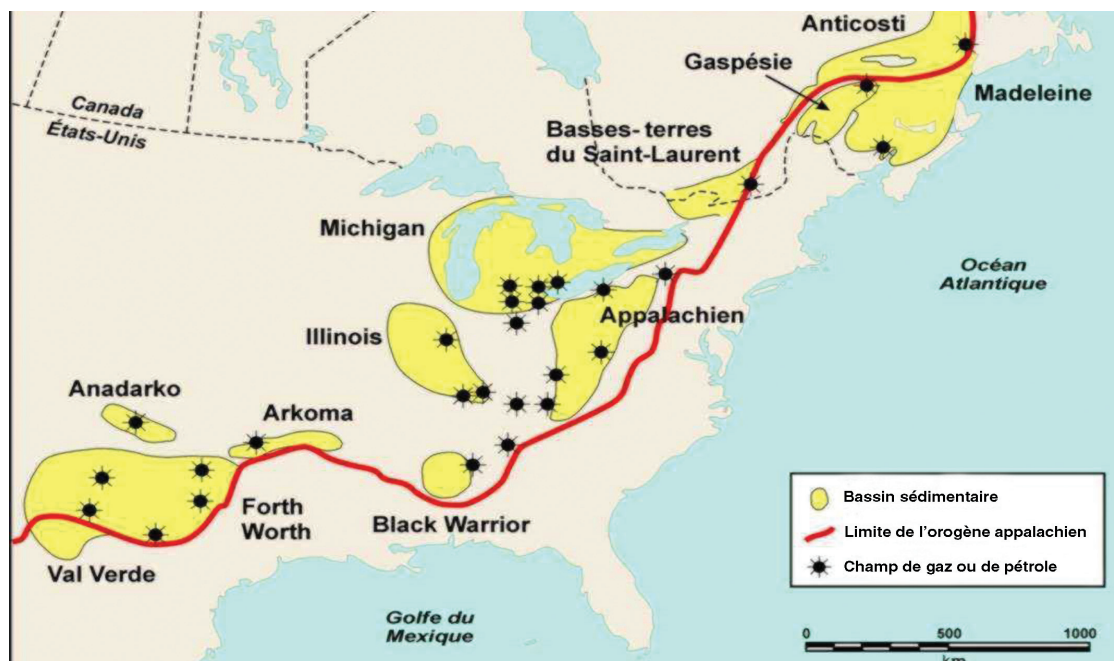 Anticosti
Gaspésie
Madeleine
Canada
États-Unis
Basses-terres
du Saint-Laurent
Michigan
Océan
Atlantique
Appalachien
Illinois
Anadarko
Arkoma
Forth
Worth
Black Warrior
Val Verde
Golfe du
Mexique
Bassin sédimentaire
Limite de l'orogène appalachien
Champ de gaz ou de pétrole
0 500 1000
km